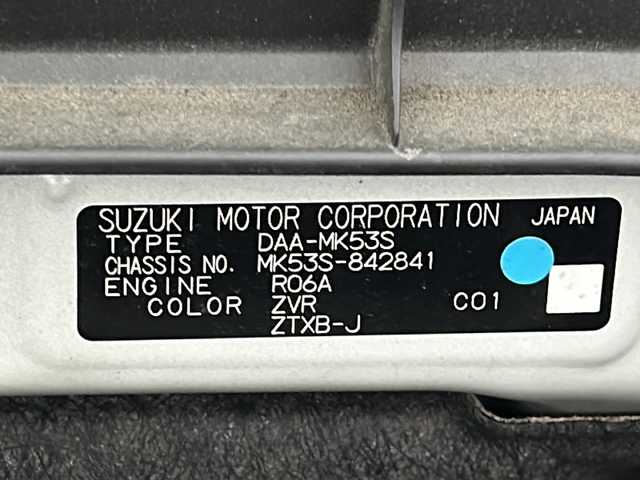 SUZUKI MOTOR CORPORATION JAPAN
TYPE DAA-MK53S
CHASSIS NO. MK53S-842841
ENGINE R06A
COLOR ZVR C01
ZTXB-J